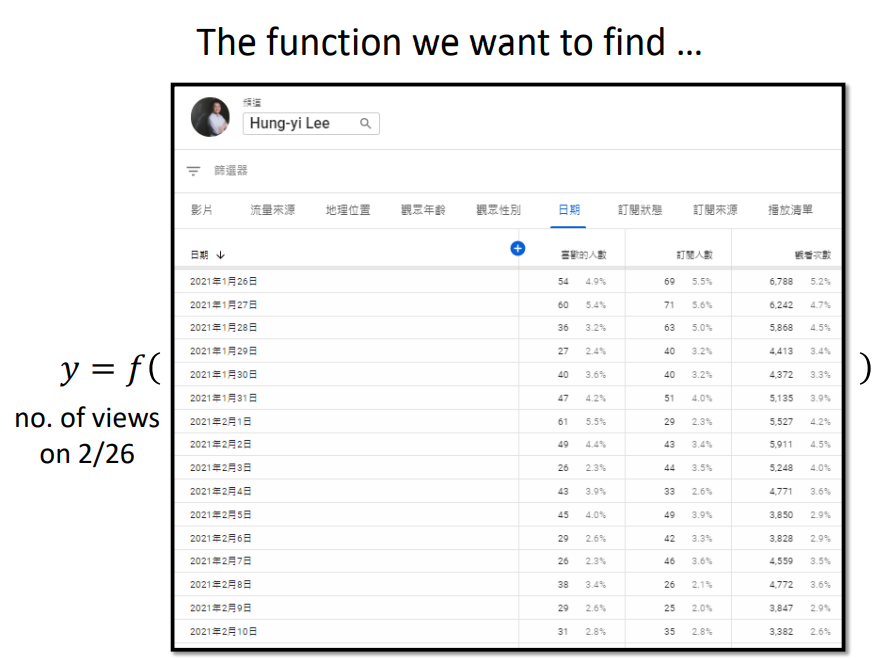 The function we want to find …
頻道
Hung-yi Lee
篩選器
影片 流量來源 地理位置 觀眾年齡 觀眾性別 日期 訂閱狀態 訂閱來源 播放清單
日期 ↓ + 喜歡的人數 訂閱人數 觀看次數
2021年1月26日 54 4.9% 69 5.5% 6,788 5.2%
2021年1月27日 60 5.4% 71 5.6% 6,242 4.7%
2021年1月28日 36 3.2% 63 5.0% 5,868 4.5%
2021年1月29日 27 2.4% 40 3.2% 4,413 3.4%
2021年1月30日 40 3.6% 40 3.2% 4,372 3.3%
2021年1月31日 47 4.2% 51 4.0% 5,135 3.9%
2021年2月1日 61 5.5% 29 2.3% 5,527 4.2%
2021年2月2日 49 4.4% 43 3.4% 5,911 4.5%
2021年2月3日 26 2.3% 44 3.5% 5,248 4.0%
2021年2月4日 43 3.9% 33 2.6% 4,771 3.6%
2021年2月5日 45 4.0% 49 3.9% 3,850 2.9%
2021年2月6日 29 2.6% 42 3.3% 3,828 2.9%
2021年2月7日 26 2.3% 46 3.6% 4,559 3.5%
2021年2月8日 38 3.4% 26 2.1% 4,772 3.6%
2021年2月9日 29 2.6% 25 2.0% 3,847 2.9%
2021年2月10日 31 2.8% 35 2.8% 3,382 2.6%
y = f( )
no. of views
on 2/26